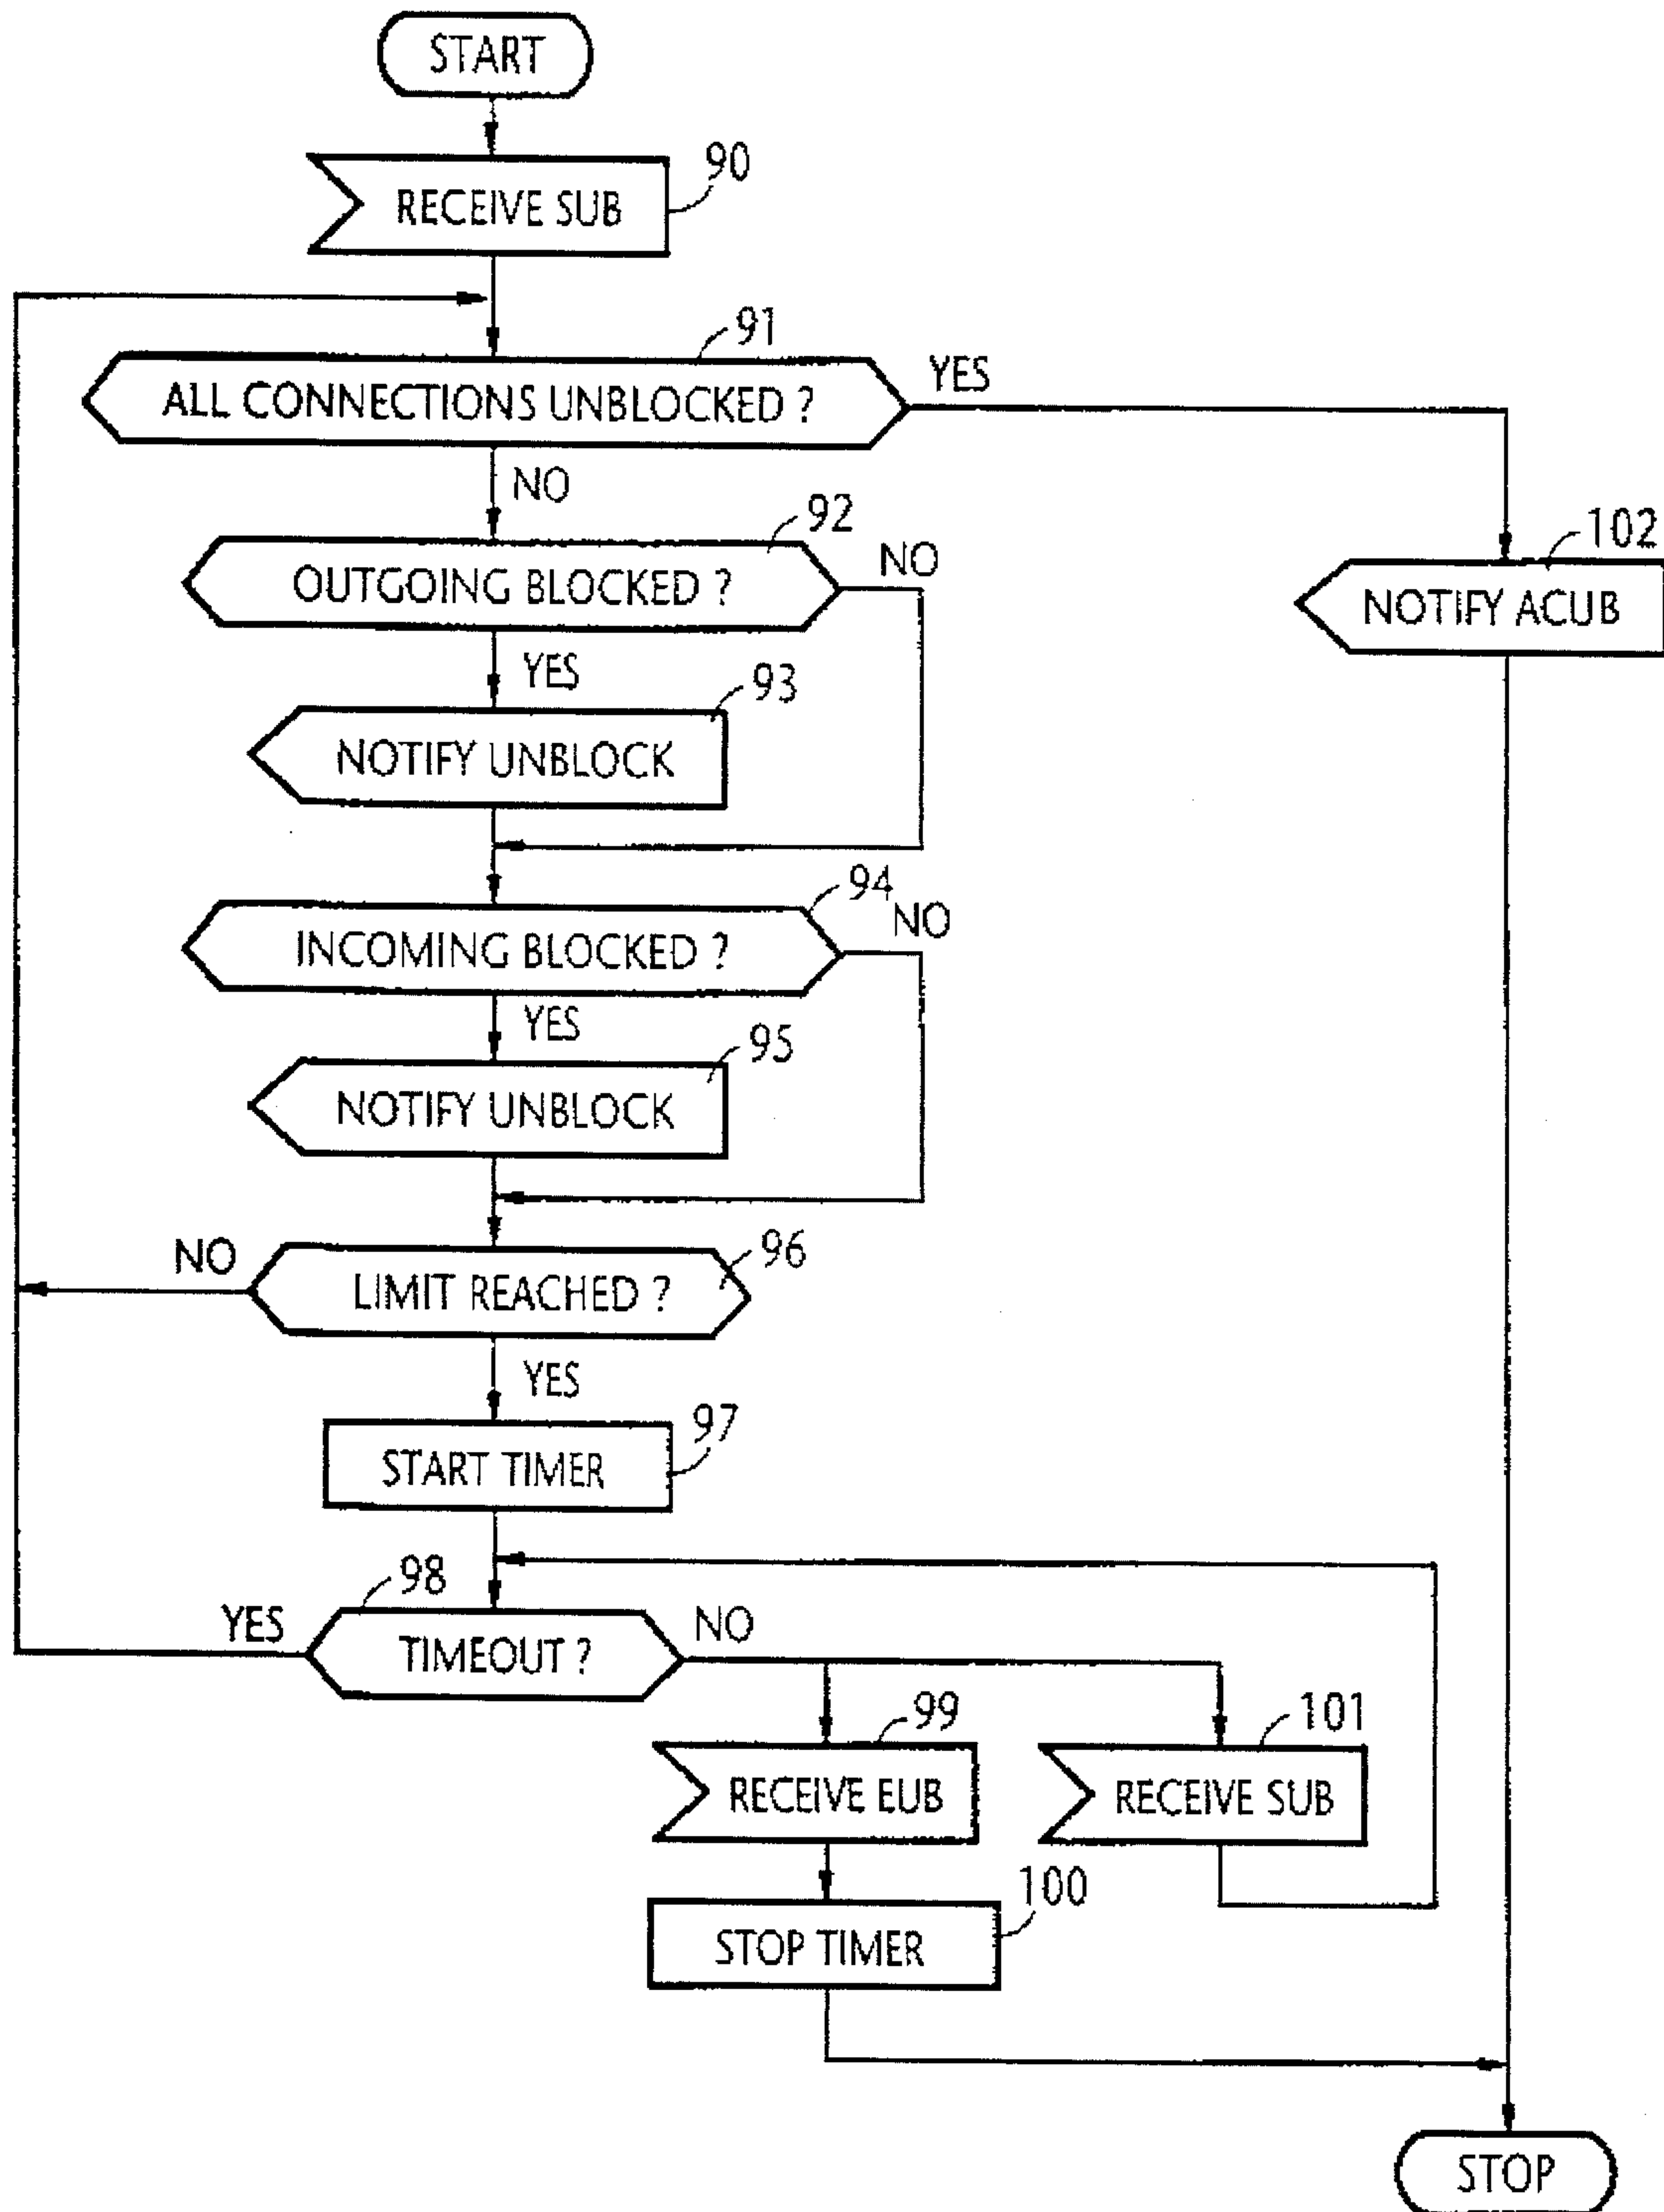 START
90
RECEIVE SUB
91
ALL CONNECTIONS UNBLOCKED ?
YES
NO
92
OUTGOING BLOCKED ?
NO
102
NOTIFY ACUB
YES
93
NOTIFY UNBLOCK
94
INCOMING BLOCKED ?
NO
YES
95
NOTIFY UNBLOCK
NO
96
LIMIT REACHED ?
YES
97
START TIMER
98
YES
TIMEOUT ?
NO
99
RECEIVE EUB
101
RECEIVE SUB
100
STOP TIMER
STOP